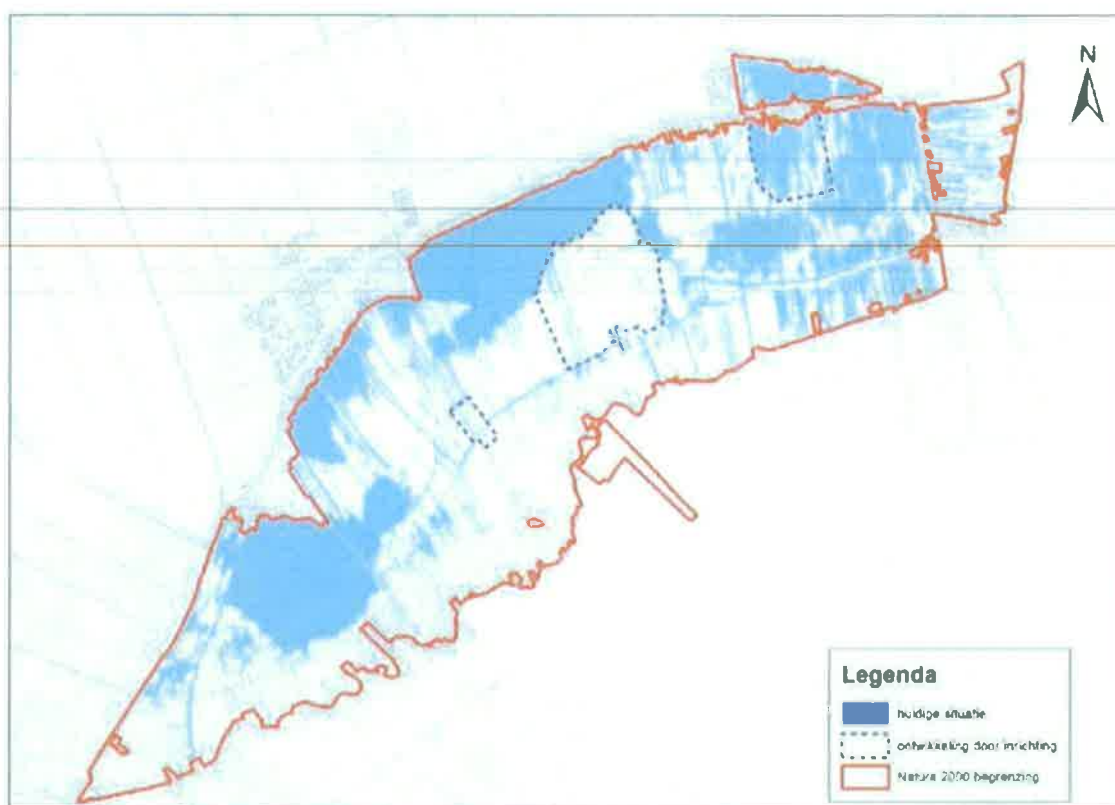 N
Legenda
huidige situatie
ontwikkeling door inrichting
Natura 2000 begrenzing